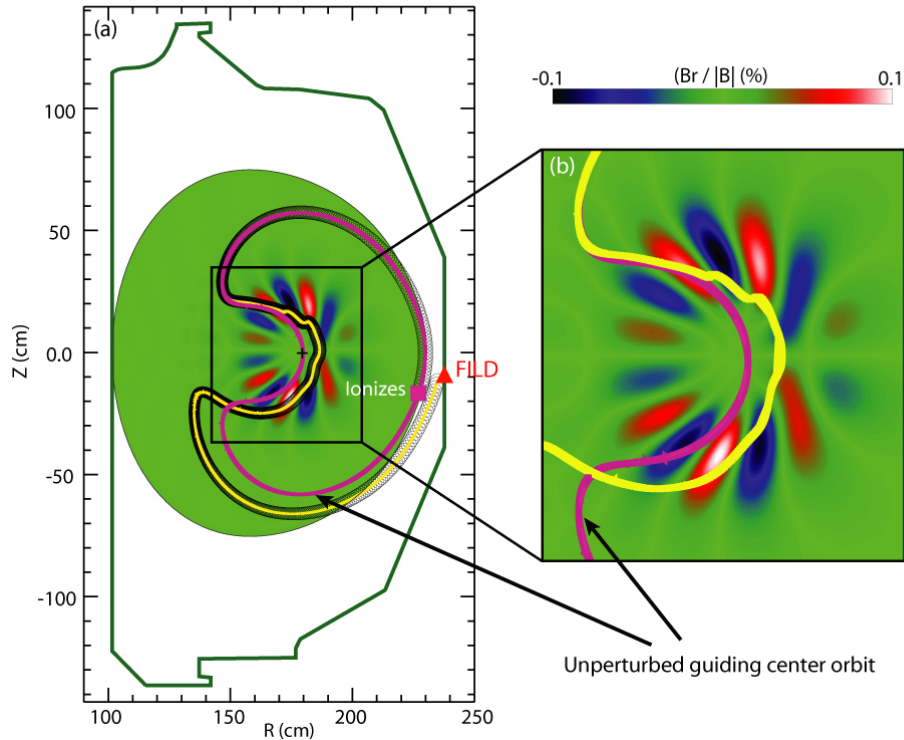 (a)
(Br / |B| (%)
-0.1
0.1
(b)
100
50
0.0
-50
-100
Z (cm)
FILD
Ionizes
100
150
200
250
R (cm)
Unperturbed guiding center orbit